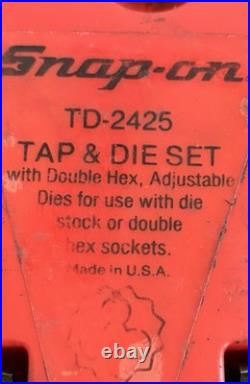 Snap-on
TD-2425
TAP & DIE SET
with Double Hex, Adjustable
Dies for use with die
stock or double
hex sockets.
Made in U.S.A.